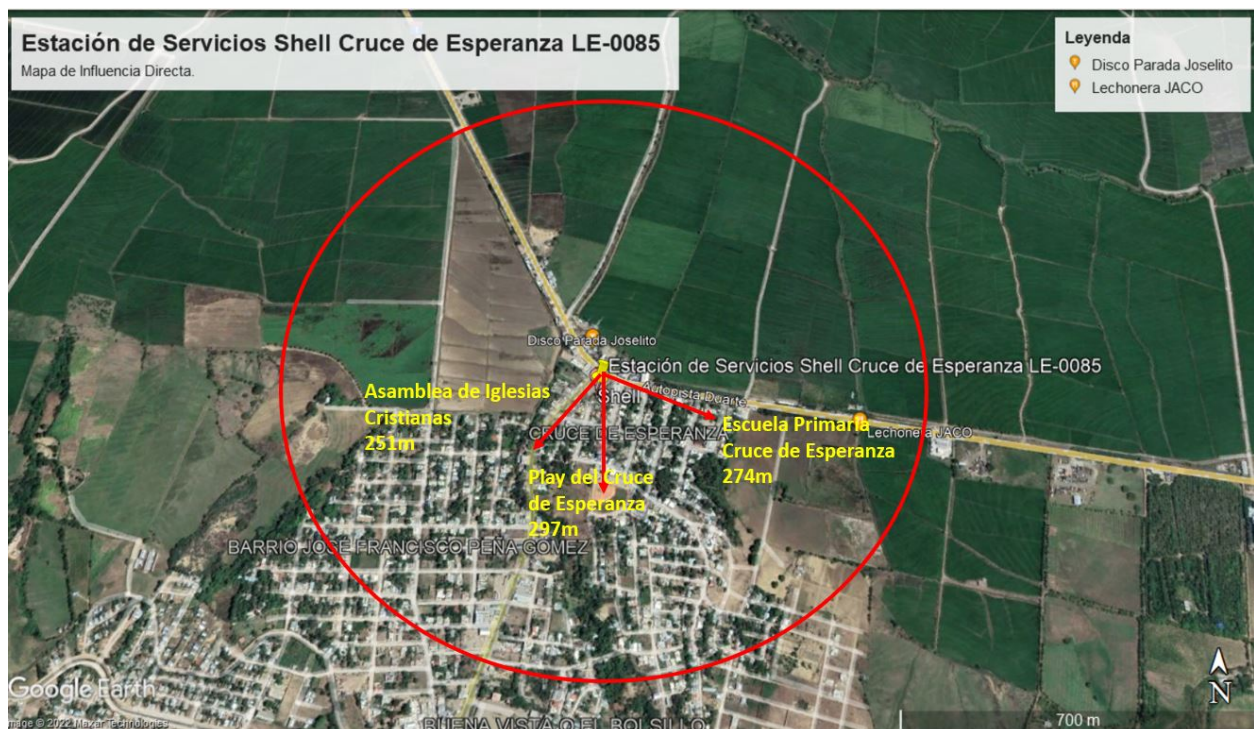 Estación de Servicios Shell Cruce de Esperanza LE-0085
Mapa de Influencia Directa.
Leyenda
Disco Parada Joselito
Lechonera JACO
Disco Parada Joselito
Estación de Servicios Shell Cruce de Esperanza LE-0085
Asamblea de Iglesias
Cristianas
251m
Shell
Autopista Duarte
Escuela Primaria
Cruce de Esperanza
274m
Lechonera JACO
CRUCE DE ESPERANZA
Play del Cruce
de Esperanza
297m
BARRIO JOSE FRANCISCO PEÑA GOMEZ
BUENA VISTA O EL BOLSILLO
Google Earth
Image © 2022 Maxar Technologies
700 m
N